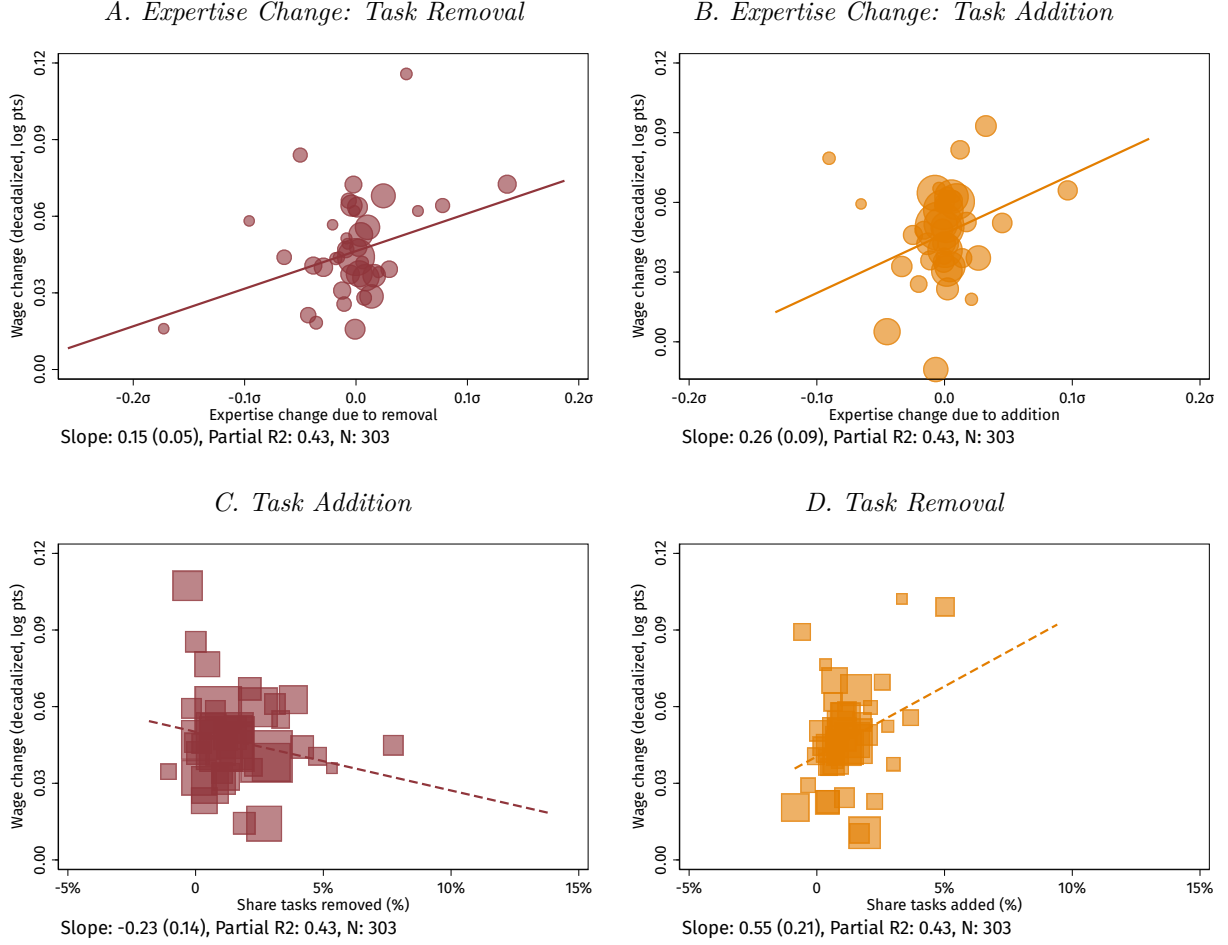 A. Expertise Change: Task Removal
Wage change (decadalized, log pts)
0.12
0.09
0.06
0.03
0.00
-0.2σ
-0.1σ
0.0
0.1σ
0.2σ
Expertise change due to removal
Slope: 0.15 (0.05), Partial R2: 0.43, N: 303
B. Expertise Change: Task Addition
Wage change (decadalized, log pts)
0.12
0.09
0.06
0.03
0.00
-0.2σ
-0.1σ
0.0
0.1σ
0.2σ
Expertise change due to addition
Slope: 0.26 (0.09), Partial R2: 0.43, N: 303
C. Task Addition
Wage change (decadalized, log pts)
0.12
0.09
0.06
0.03
0.00
-5%
0
5%
10%
15%
Share tasks removed (%)
Slope: -0.23 (0.14), Partial R2: 0.43, N: 303
D. Task Removal
Wage change (decadalized, log pts)
0.12
0.09
0.06
0.03
0.00
-5%
0
5%
10%
15%
Share tasks added (%)
Slope: 0.55 (0.21), Partial R2: 0.43, N: 303